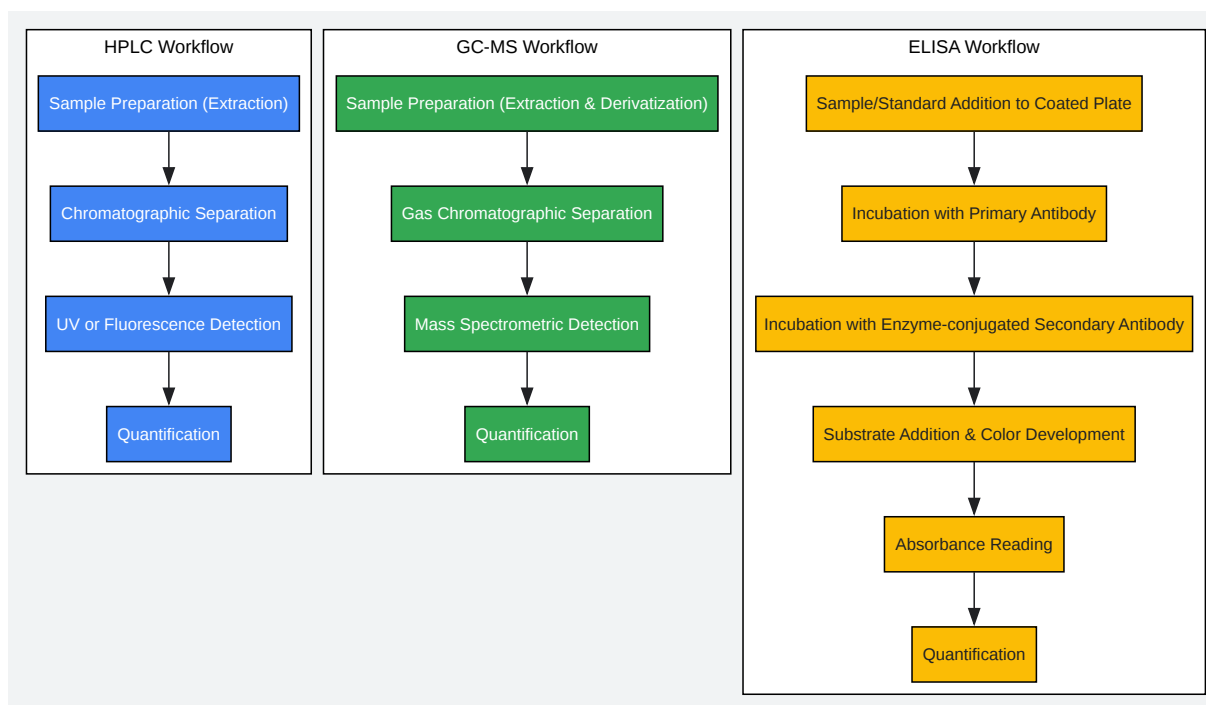 HPLC Workflow
Sample Preparation (Extraction)
Chromatographic Separation
UV or Fluorescence Detection
Quantification
GC-MS Workflow
Sample Preparation (Extraction & Derivatization)
Gas Chromatographic Separation
Mass Spectrometric Detection
Quantification
ELISA Workflow
Sample/Standard Addition to Coated Plate
Incubation with Primary Antibody
Incubation with Enzyme-conjugated Secondary Antibody
Substrate Addition & Color Development
Absorbance Reading
Quantification